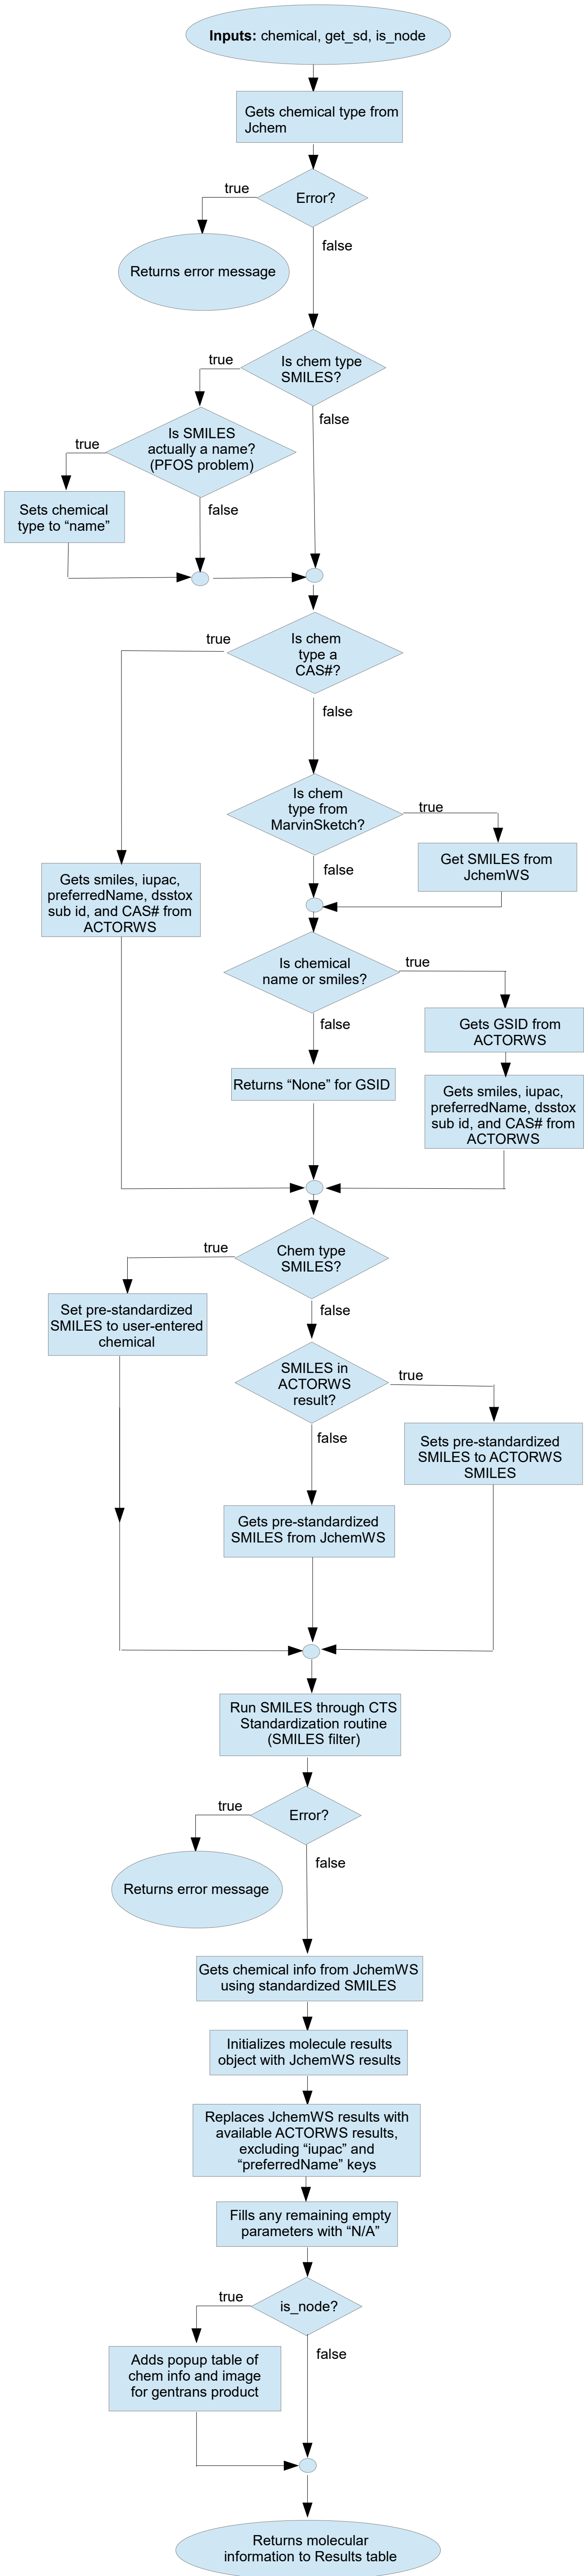 Inputs: chemical, get_sd, is_node
Gets chemical type from
Jchem
Error?
true
false
Returns error message
Is chem type
SMILES?
true
false
Is SMILES
actually a name?
(PFOS problem)
true
false
Sets chemical
type to “name”
Is chem
type a
CAS#?
true
false
Is chem
type from
MarvinSketch?
true
false
Get SMILES from
JchemWS
Gets smiles, iupac,
preferredName, dsstox
sub id, and CAS# from
ACTORWS
Is chemical
name or smiles?
true
false
Gets GSID from
ACTORWS
Returns “None” for GSID
Gets smiles, iupac,
preferredName, dsstox
sub id, and CAS# from
ACTORWS
Chem type
SMILES?
true
false
Set pre-standardized
SMILES to user-entered
chemical
SMILES in
ACTORWS
result?
true
false
Sets pre-standardized
SMILES to ACTORWS
SMILES
Gets pre-standardized
SMILES from JchemWS
Run SMILES through CTS
Standardization routine
(SMILES filter)
Error?
true
false
Returns error message
Gets chemical info from JchemWS
using standardized SMILES
Initializes molecule results
object with JchemWS results
Replaces JchemWS results with
available ACTORWS results,
excluding “iupac” and
“preferredName” keys
Fills any remaining empty
parameters with “N/A”
is_node?
true
false
Adds popup table of
chem info and image
for gentrans product
Returns molecular
information to Results table